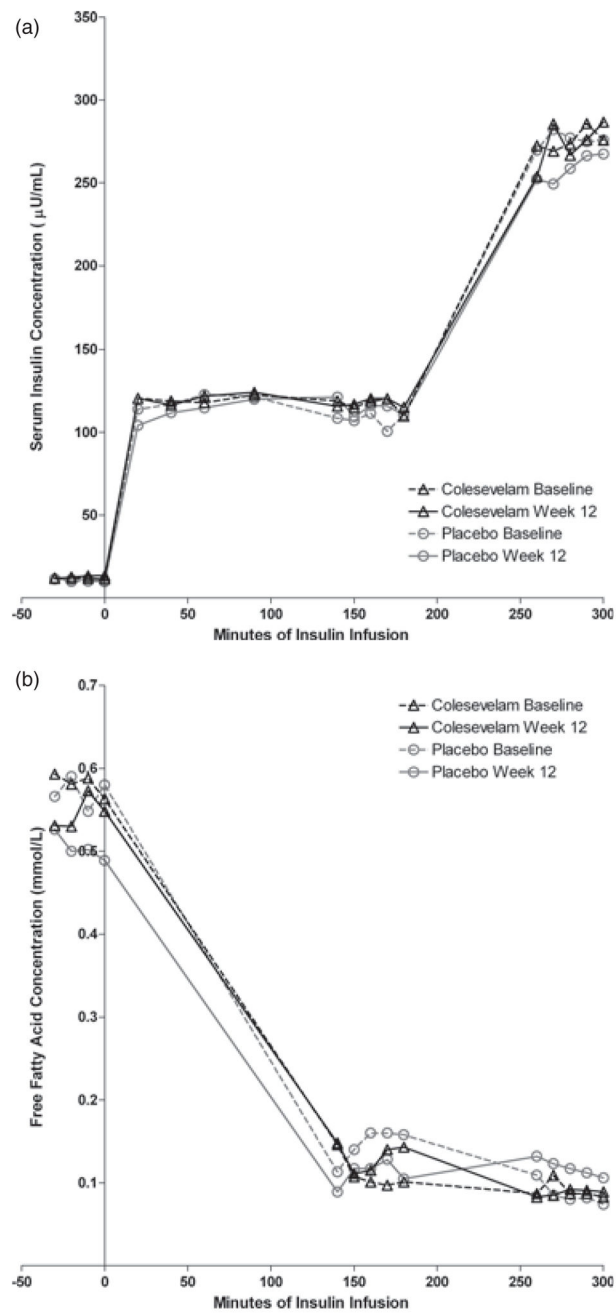 (a)
350
300
250
200
150
100
50
Serum Insulin Concentration ( µU/mL)
Colesevelam Baseline
Colesevelam Week 12
Placebo Baseline
Placebo Week 12
-50 0 50 100 150 200 250 300
Minutes of Insulin Infusion
(b)
0.7
0.6
0.5
0.4
0.3
0.2
0.1
Free Fatty Acid Concentration (mmol/L)
Colesevelam Baseline
Colesevelam Week 12
Placebo Baseline
Placebo Week 12
-50 0 50 100 150 200 250 300
Minutes of Insulin Infusion